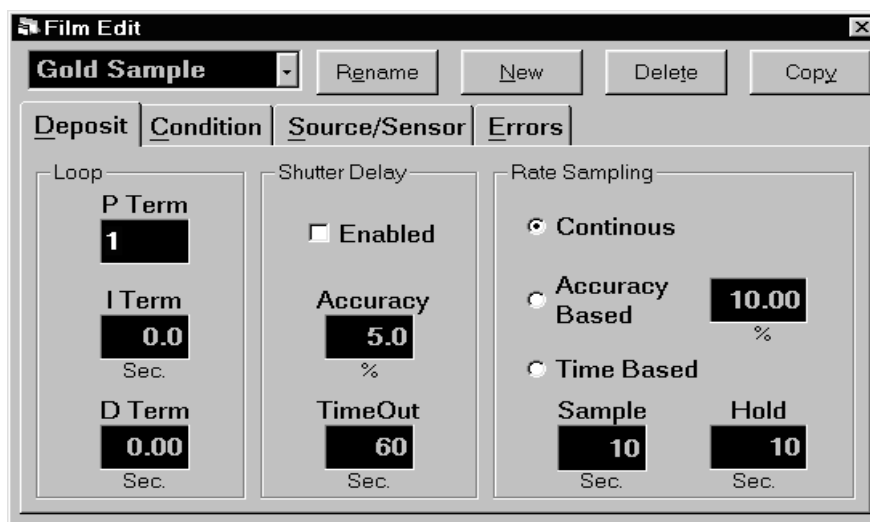 Film Edit
Gold Sample
Rename
New
Delete
Copy
Deposit
Condition
Source/Sensor
Errors
Loop
P Term
1
I Term
0.0
Sec.
D Term
0.00
Sec.
Shutter Delay
Enabled
Accuracy
5.0
%
TimeOut
60
Sec.
Rate Sampling
Continous
Accuracy
Based
10.00
%
Time Based
Sample
10
Sec.
Hold
10
Sec.